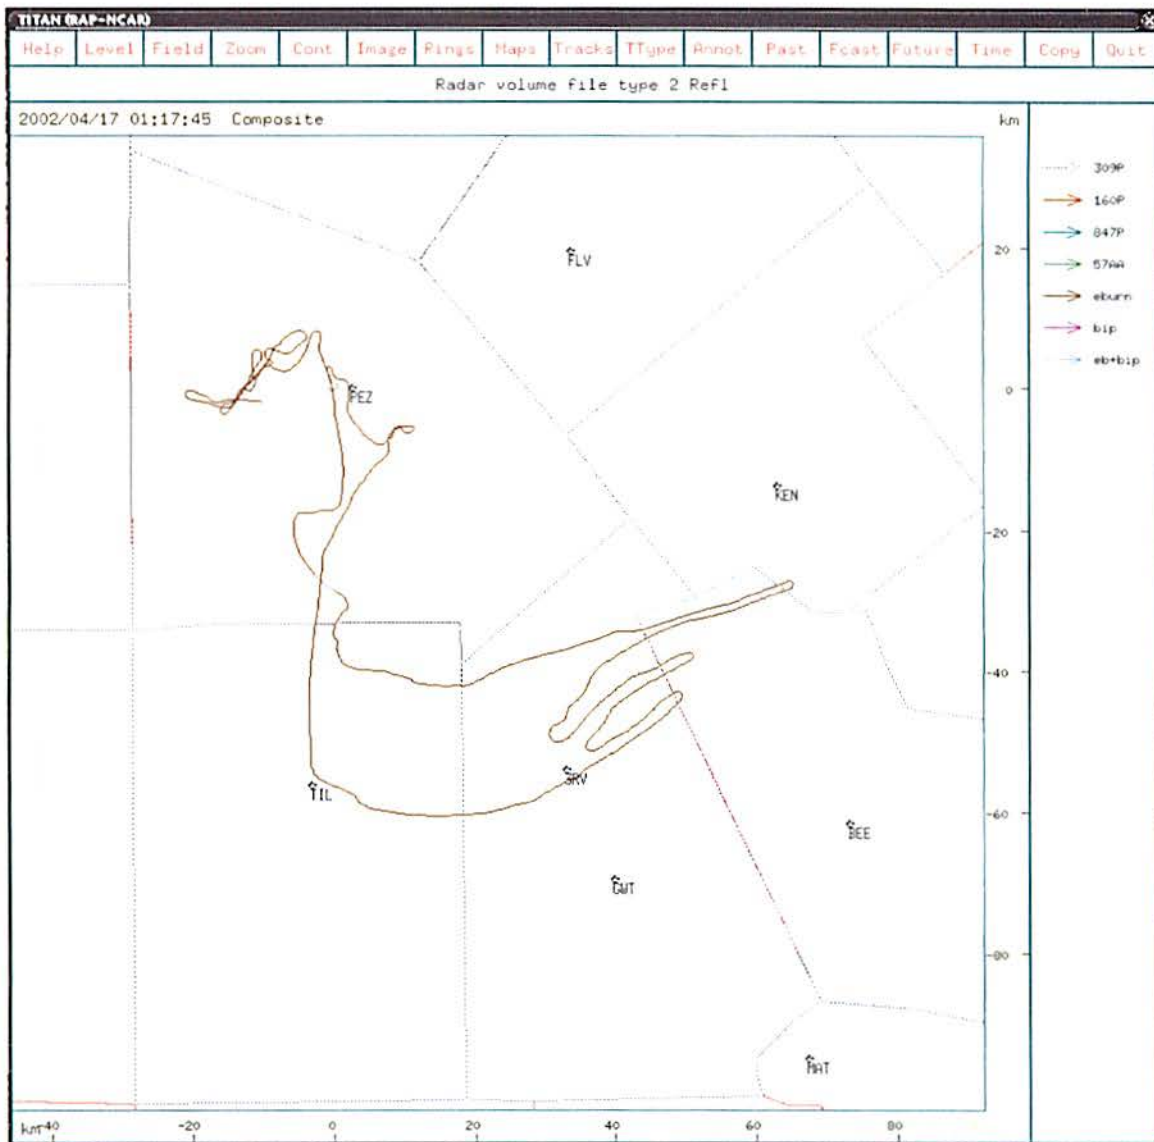 TITAN (RAP-NCAR)
Help Level Field Zoom Cont Image Rings Maps Tracks TType Annot Past Fcast Future Time Copy Quit
Radar volume file type 2 Refl
2002/04/17 01:17:45 Composite km
309P
160P
847P
57AA
eburn
bip
eb+bip
FLV
20
PEZ
0
KEN
-20
-40
SRV
TIL
-60
BEE
GWT
-80
MAT
km-40 -20 0 20 40 60 80